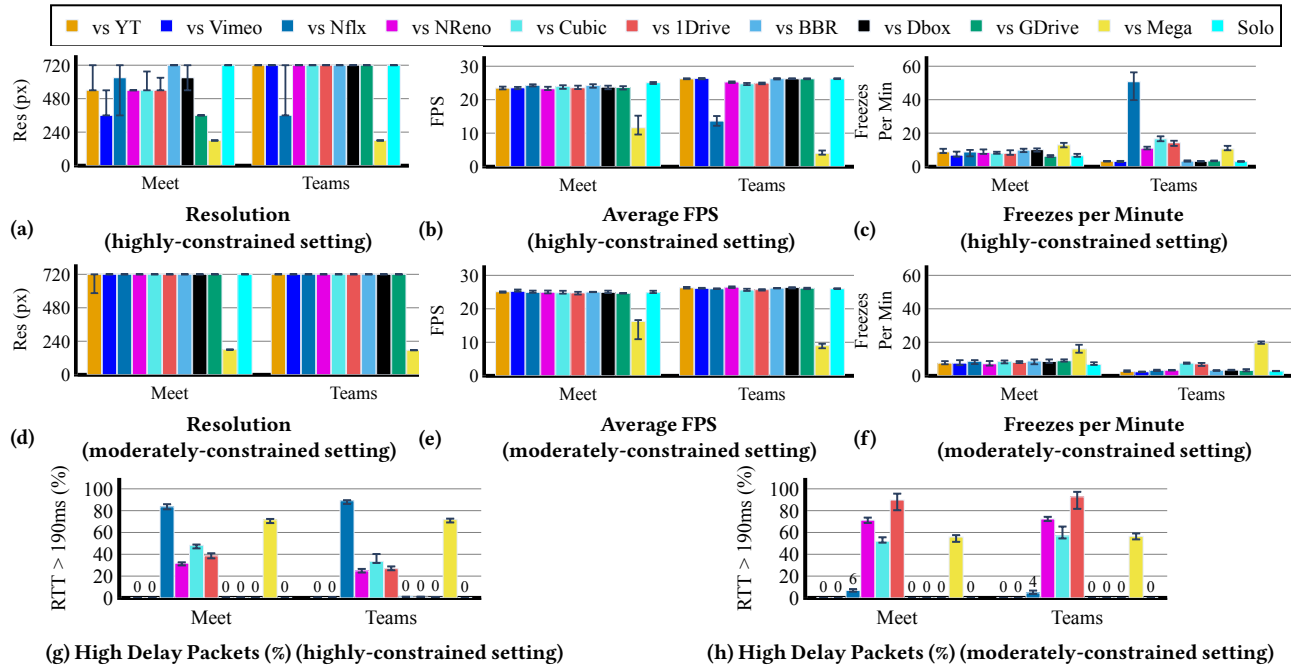 vs YT vs Vimeo vs Nflx vs NReno vs Cubic vs 1Drive vs BBR vs Dbox vs GDrive vs Mega Solo
Res (px)
720
480
240
0
Meet Teams
(a) Resolution
(highly-constrained setting)
FPS
30
20
10
0
Meet Teams
(b) Average FPS
(highly-constrained setting)
Freezes
Per Min
60
40
20
0
Meet Teams
(c) Freezes per Minute
(highly-constrained setting)
Res (px)
720
480
240
0
Meet Teams
(d) Resolution
(moderately-constrained setting)
FPS
30
20
10
0
Meet Teams
(e) Average FPS
(moderately-constrained setting)
Freezes
Per Min
60
40
20
0
Meet Teams
(f) Freezes per Minute
(moderately-constrained setting)
RTT > 190ms (%)
100
80
60
40
20
0
0 0 0 0 0 0 0 0 0 0 0 0
Meet Teams
(g) High Delay Packets (%) (highly-constrained setting)
RTT > 190ms (%)
100
80
60
40
20
0
0 0 6 0 0 0 0 0 0 4 0 0 0 0
Meet Teams
(h) High Delay Packets (%) (moderately-constrained setting)